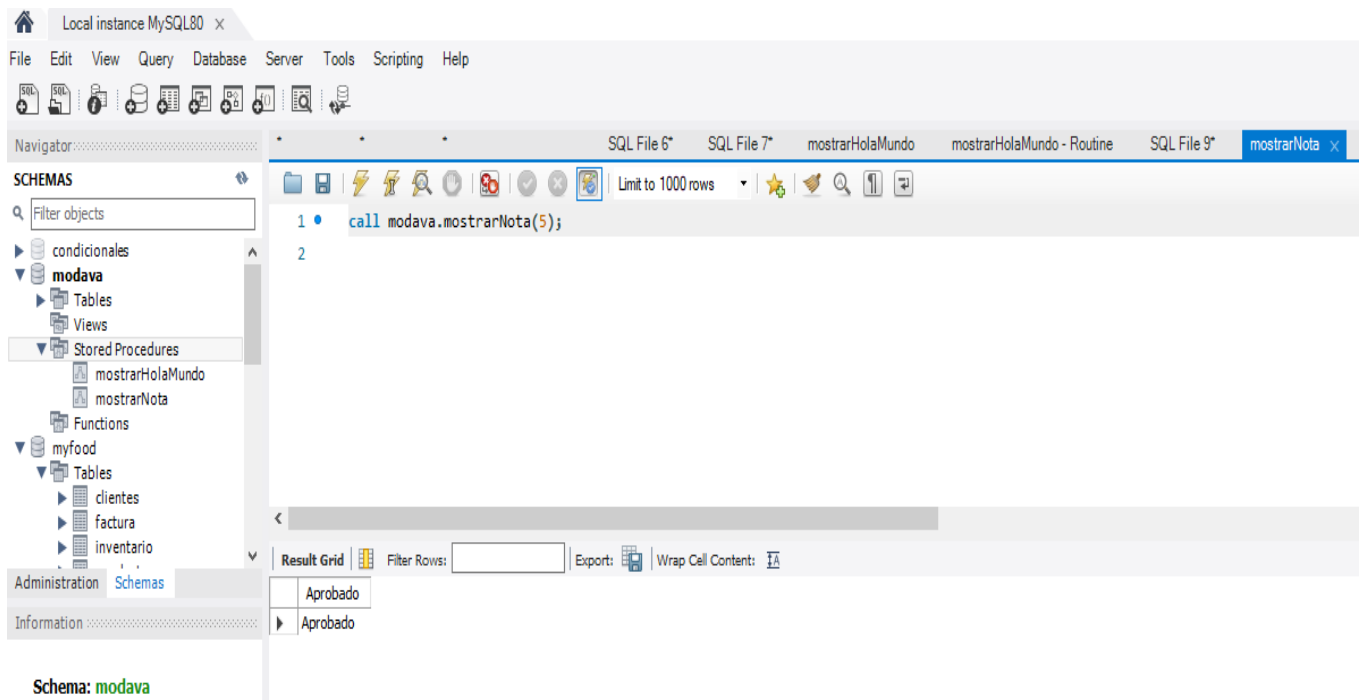 Local instance MySQL80 ×
File Edit View Query Database Server Tools Scripting Help
Navigator
* * * SQL File 6* SQL File 7* mostrarHolaMundo mostrarHolaMundo - Routine SQL File 9* mostrarNota ×
SCHEMAS
Limit to 1000 rows
Filter objects
1 call modava.mostrarNota(5);
2
condicionales
modava
Tables
Views
Stored Procedures
mostrarHolaMundo
mostrarNota
Functions
myfood
Tables
clientes
factura
inventario
Administration Schemas
Information
Schema: modava
Result Grid Filter Rows: Export: Wrap Cell Content:
Aprobado
Aprobado